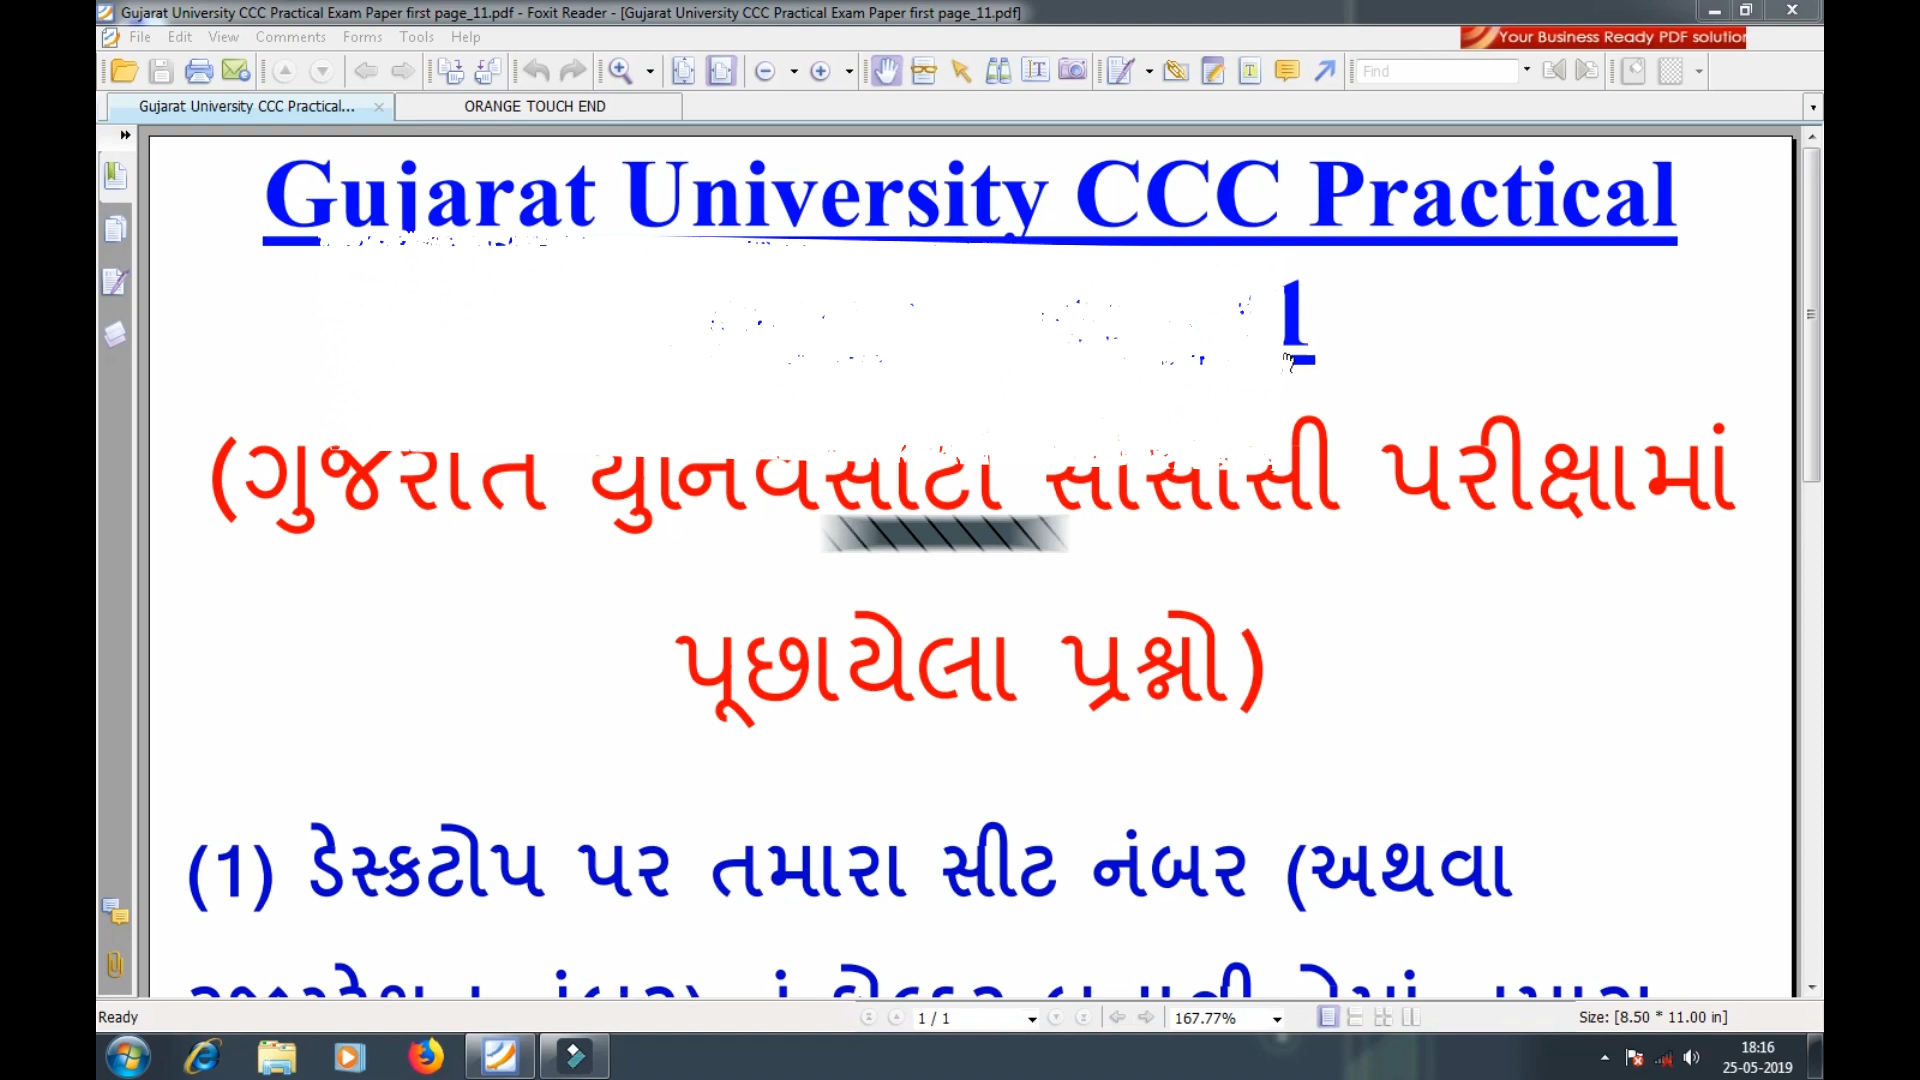 Gujarat University CCC Practical Exam Paper first page_11.pdf - Foxit Reader - [Gujarat University CCC Practical Exam Paper first page_11.pdf]
File Edit View Comments Forms Tools Help
Your Business Ready PDF solution
Find
Gujarat University CCC Practical...
ORANGE TOUCH END
Gujarat University CCC Practical
1
(ગુજરાત યુનિવર્સીટી સીસીસી પરીક્ષામાં
પૂછાયેલા પ્રશ્નો)
(1) ડેસ્કટોપ પર તમારા સીટ નંબર (અથવા
Ready
1 / 1
167.77%
Size: [8.50 * 11.00 in]
18:16
25-05-2019